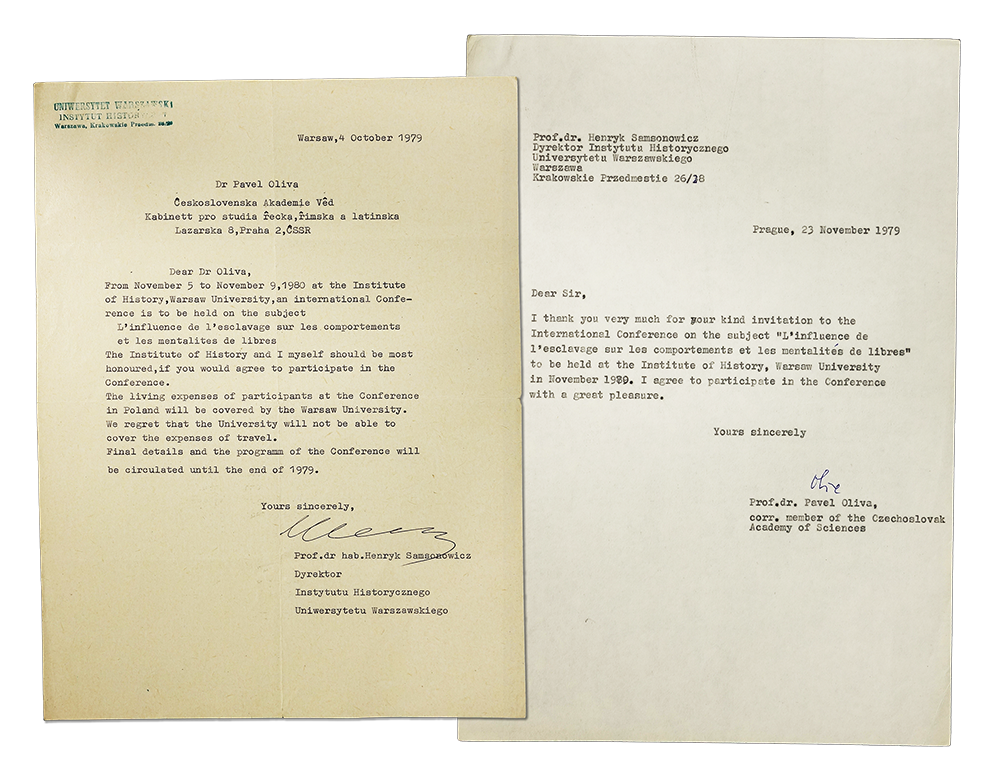 UNIWERSYTET WARSZAWSKI
INSTYTUT
Warszawa, Krakowskie Przedm.
Warsaw,4 October 1979
Dr Pavel Oliva
Československa Akademie Vêd
Kabinett pro studia řecka,řimska a latinska
Lazarska 8,Praha 2,ČSSR
Dear Dr Oliva,
From November 5 to November 9,1980 at the Institute
of History,Warsaw University,an international Confe-
rence is to be held on the subject
L'influence de l'esclavage sur les comportements
et les mentalites de libres
The Institute of History and I myself should be most
honoured,if you would agree to participate in the
Conference.
The living expenses of participants at the Conference
in Poland will be covered by the Warsaw University.
We regret that the University will not be able to
cover the expenses of travel.
Final details and the programm of the Conference will
be circulated until the end of 1979.
Yours sincerely,
Prof.dr hab.Henryk Samsonowicz
Dyrektor
Instytutu Historycznego
Uniwersytetu Warszawskiego
Prof.dr. Henryk Samsonowicz
Dyrektor Instytutu Historycznego
Universytetu Warszawskiego
Warszawa
Krakowskie Przedmestie 26/28
Prague, 23 November 1979
Dear Sir,
I thank you very much for your kind invitation to the
International Conference on the subject "L'influence de
l'esclavage sur les comportements et les mentalités de libres"
to be held at the Institute of History, Warsaw University
in November 1980. I agree to participate in the Conference
with a great pleasure.
Yours sincerely
Prof.dr. Pavel Oliva,
corr. member of the Czechoslovak
Academy of Sciences